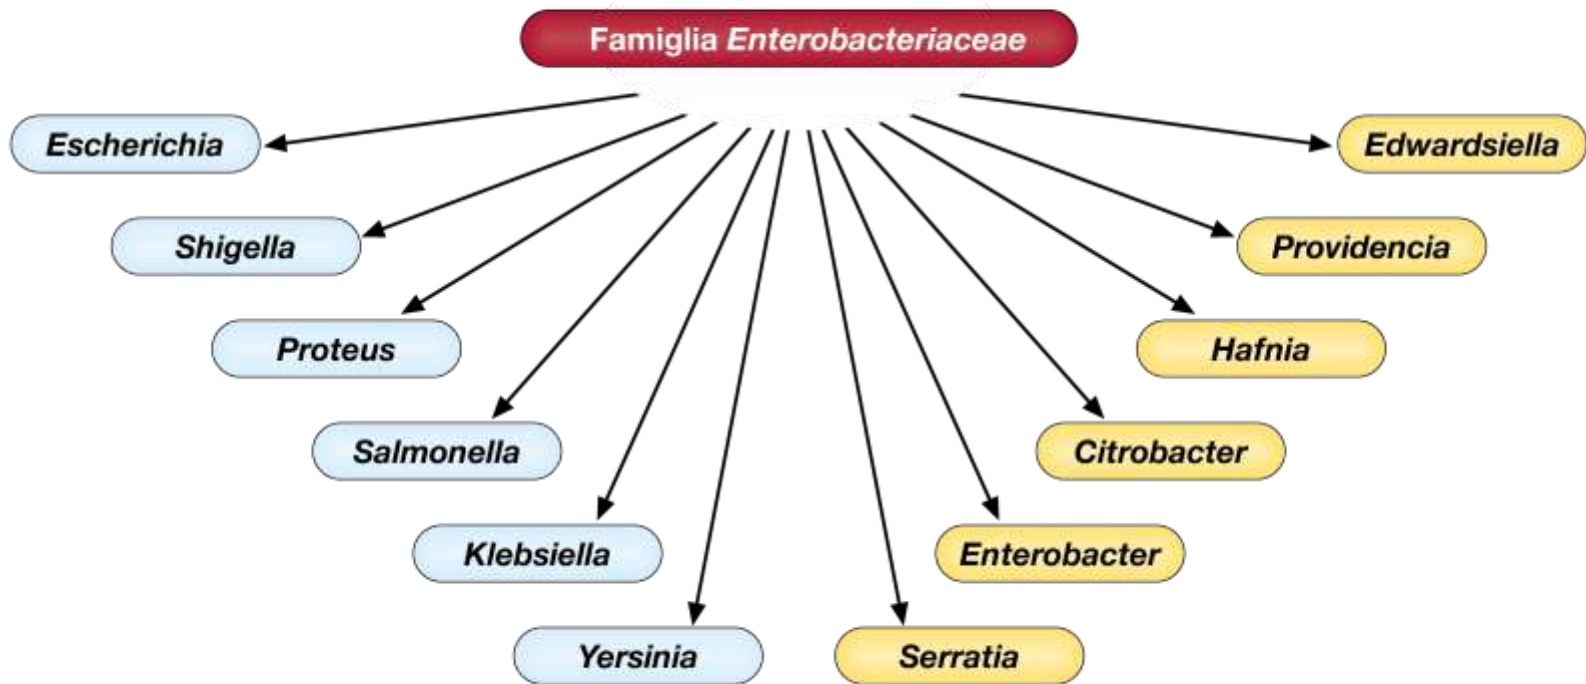 Famiglia Enterobacteriaceae
Escherichia
Edwardsiella
Shigella
Providencia
Proteus
Hafnia
Salmonella
Citrobacter
Klebsiella
Enterobacter
Yersinia
Serratia